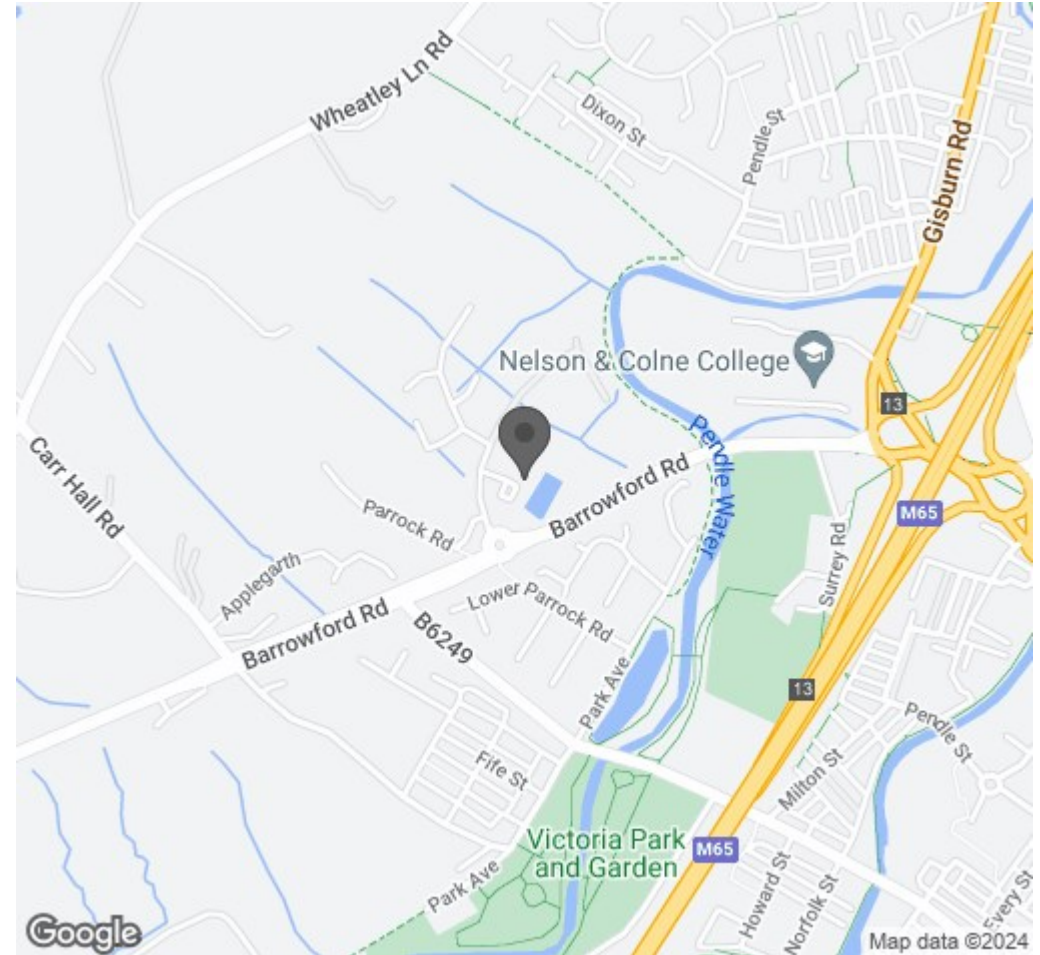 Wheatley Ln Rd
Dixon St
Pendle St
Gisburn Rd
Nelson & Colne College
13
Pendle Water
Carr Hall Rd
Barrowford Rd
M65
Parrock Rd
Surrey Rd
Applegarth
Lower Parrock Rd
Barrowford Rd
B6249
Park Ave
13
Pendle St
Fife St
Milton St
Victoria Park
and Garden
M65
Park Ave
Howard St
Norfolk St
Every St
Google
Map data ©2024